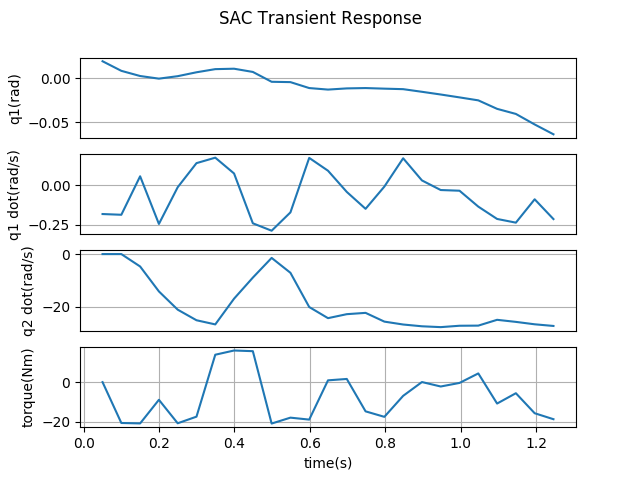 SAC Transient Response
q1(rad)
0.00
−0.05
q1 dot(rad/s)
0.00
−0.25
q2 dot(rad/s)
0
−20
torque(Nm)
0
−20
0.0 0.2 0.4 0.6 0.8 1.0 1.2
time(s)